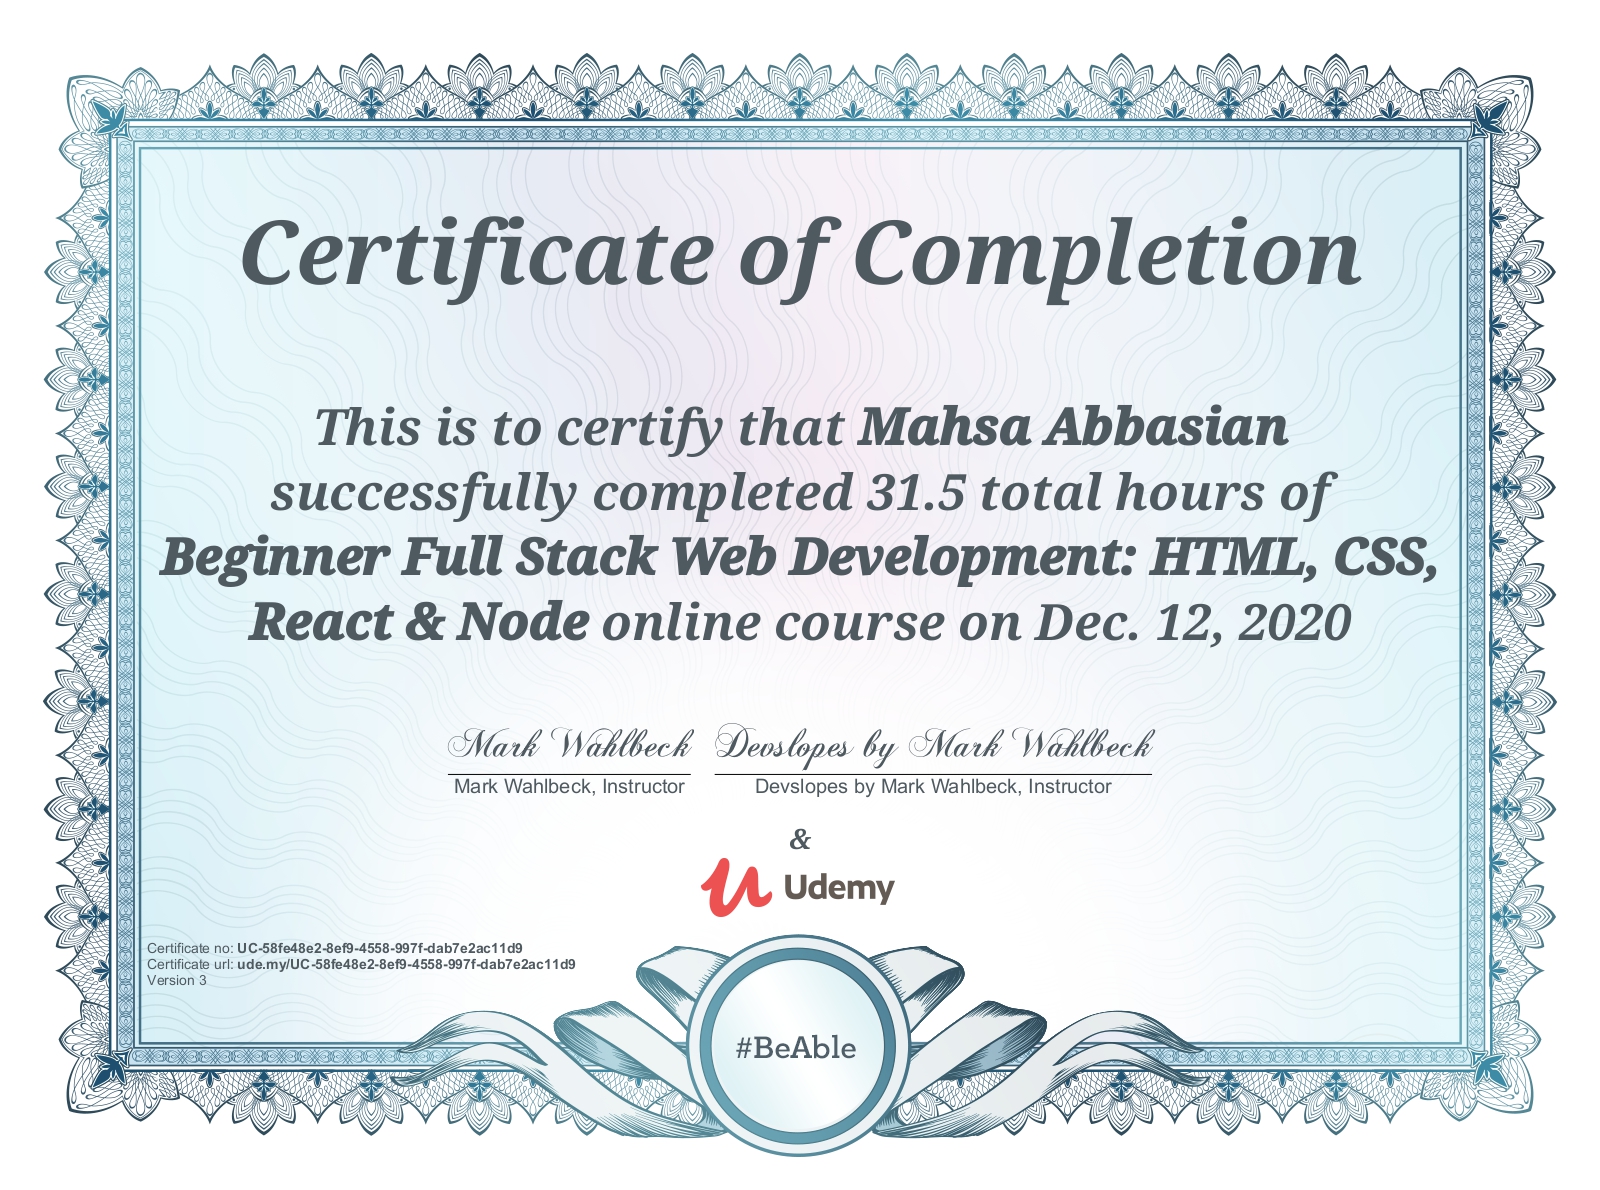 Certificate of Completion
This is to certify that Mahsa Abbasian
successfully completed 31.5 total hours of
Beginner Full Stack Web Development: HTML, CSS,
React & Node online course on Dec. 12, 2020
Mark Wahlbeck
Devslopes by Mark Wahlbeck
Mark Wahlbeck, Instructor
Devslopes by Mark Wahlbeck, Instructor
&
Udemy
Certificate no: UC-58fe48e2-8ef9-4558-997f-dab7e2ac11d9
Certificate url: ude.my/UC-58fe48e2-8ef9-4558-997f-dab7e2ac11d9
Version 3
#BeAble